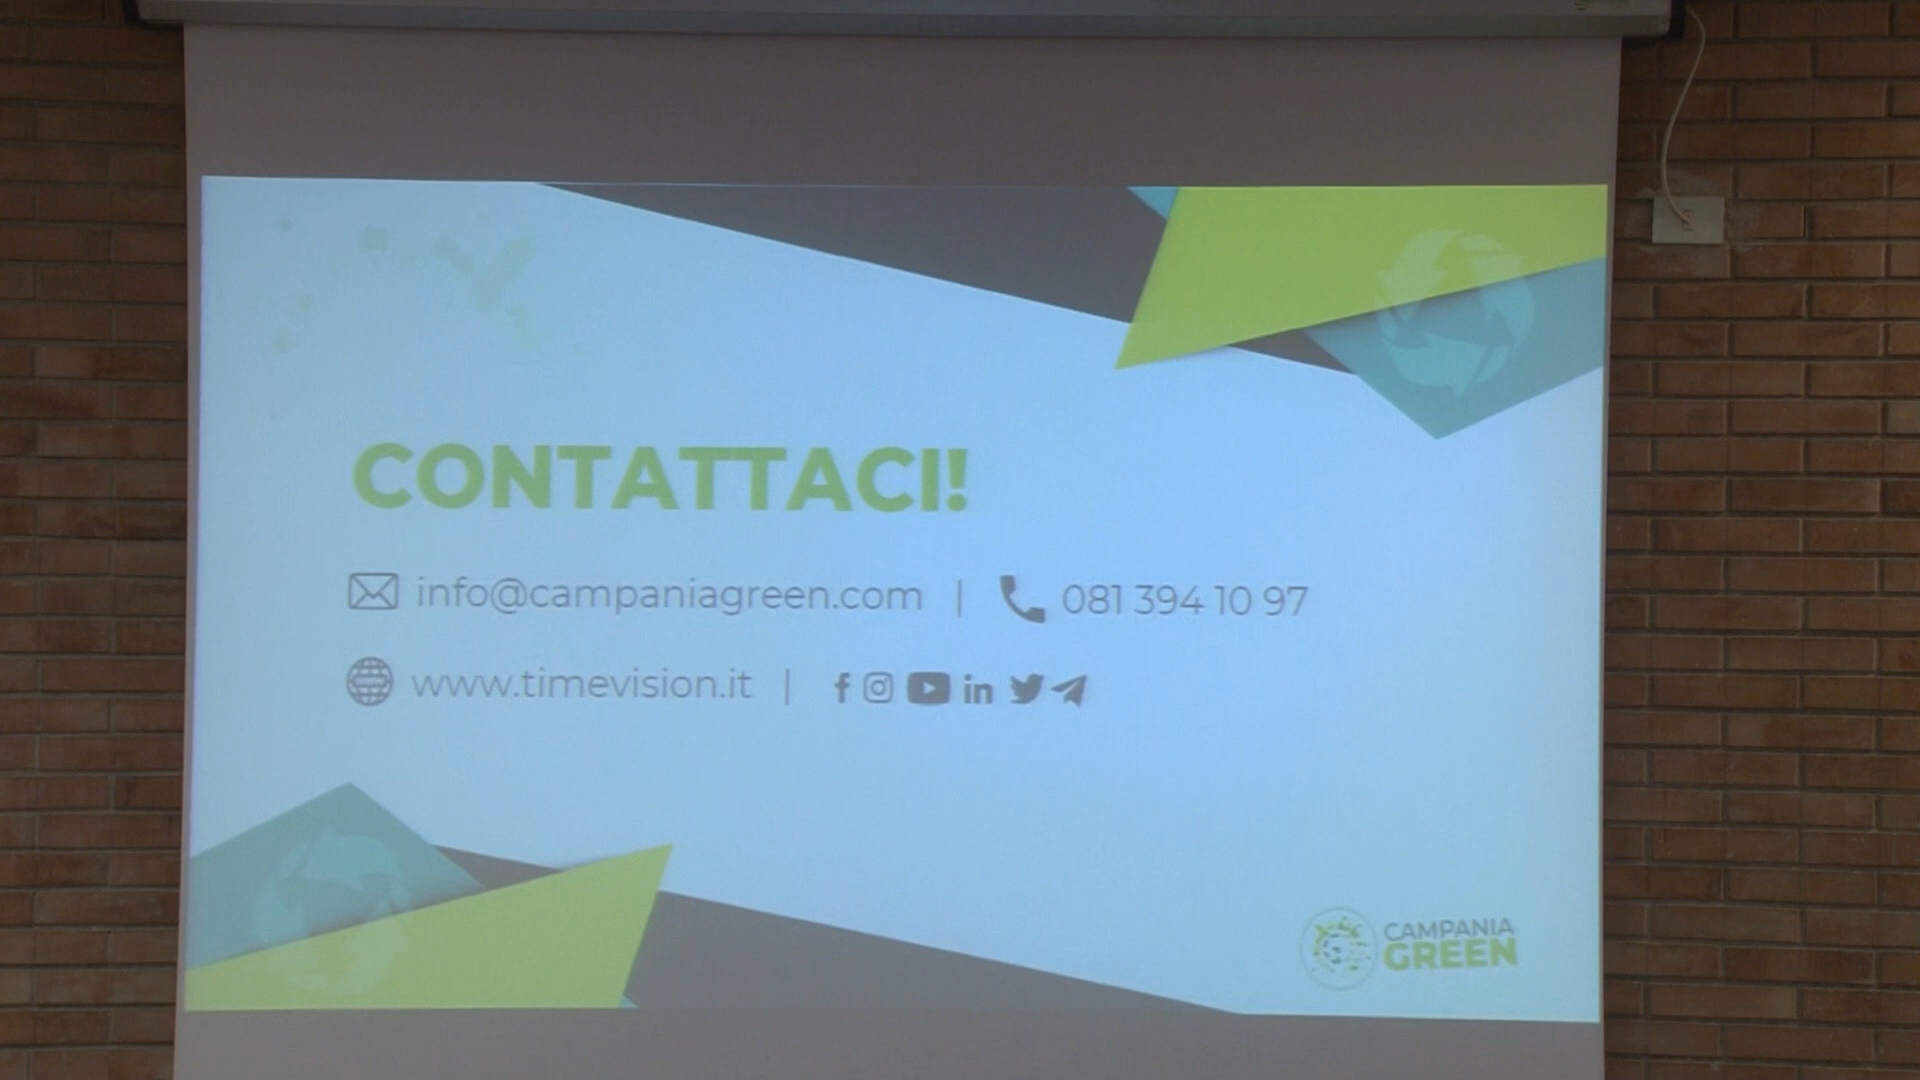 CONTATTACI!
info@campaniagreen.com | 081 394 10 97
www.timevision.it |
CAMPANIA
GREEN